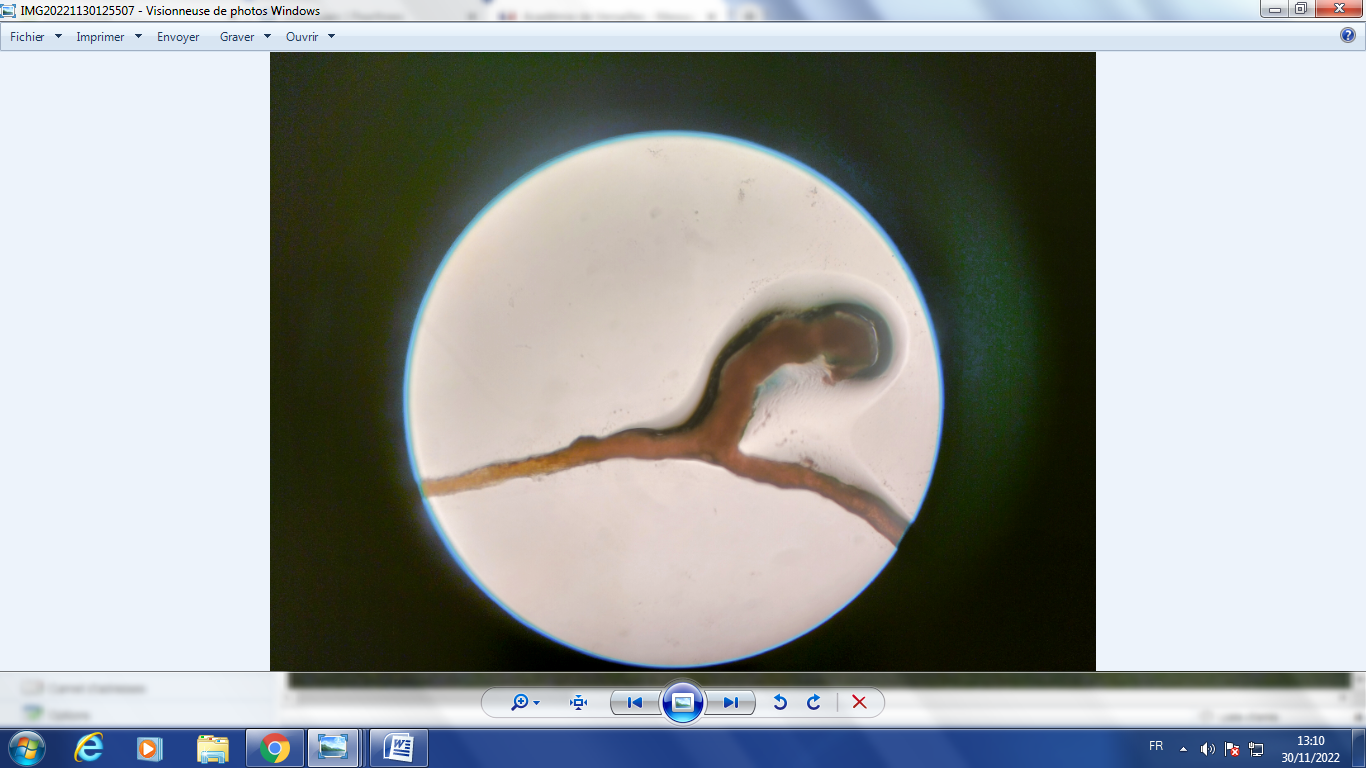 IMG20221130125507 - Visionneuse de photos Windows
Fichier Imprimer Envoyer Graver Ouvrir
FR
13:10
30/11/2022